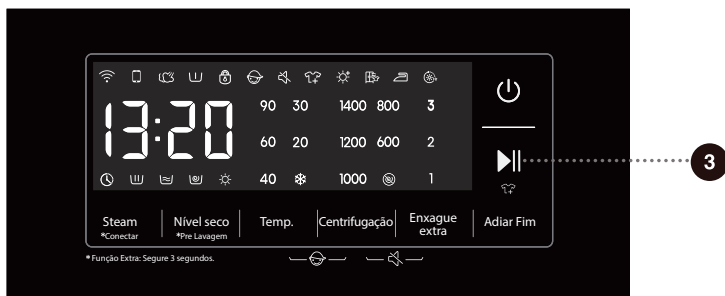 90 30 1400 800 3
13:20
60 20 1200 600 2
3
40 1000 1
Steam Nível seco Temp. Centrifugação Enxague extra Adiar Fim
*Conectar *Pre Lavagem
*Função Extra: Segure 3 segundos.